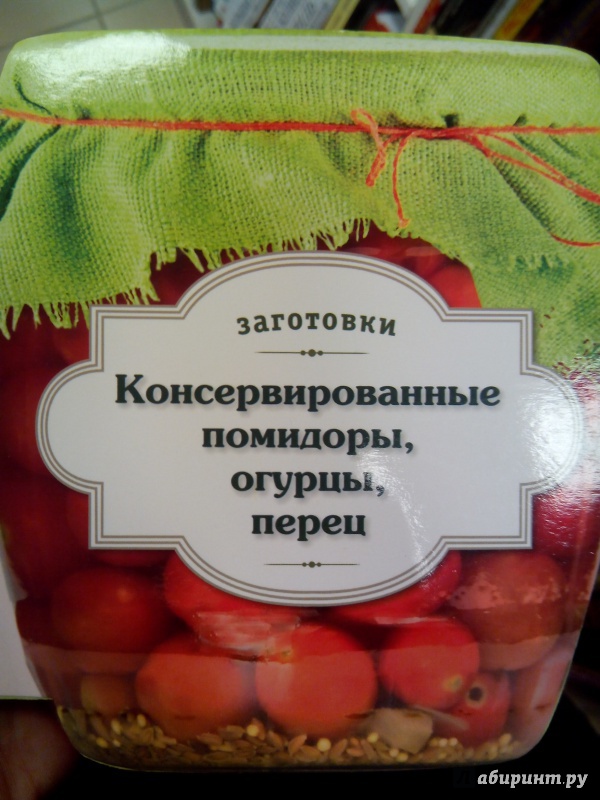 заготовки
Консервированные
помидоры,
огурцы,
перец
абиринт.ру